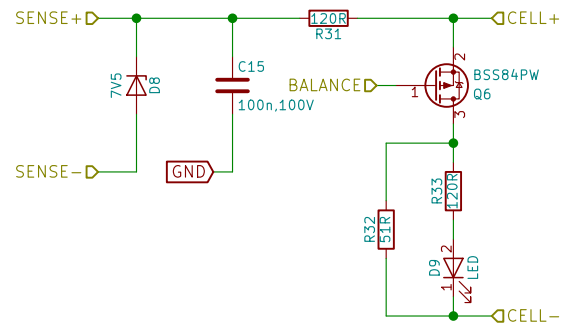 SENSE+
120R
R31
CELL+
7V5
D8
C15
100n,100V
BALANCE
1
2
BSS84PW
Q6
3
SENSE-
GND
R32
51R
R33
120R
2
D9
LED
1
CELL-